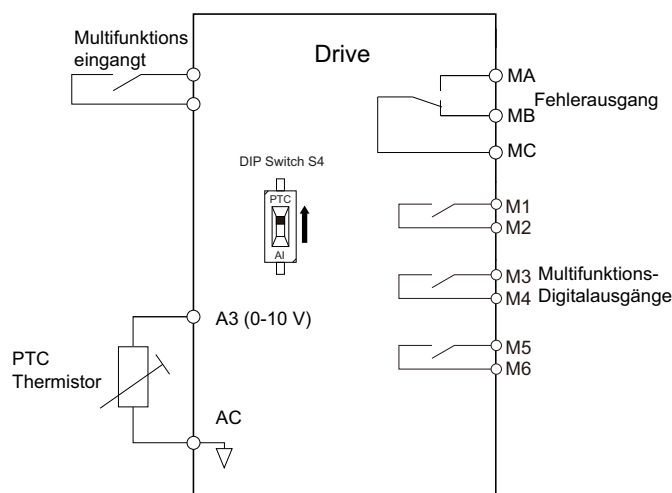 Multifunktions
eingangt
Drive
MA
Fehlerausgang
MB
MC
DIP Switch S4
PTC
AI
M1
M2
M3
Multifunktions-
Digitalausgänge
M4
A3 (0-10 V)
M5
M6
PTC
Thermistor
AC